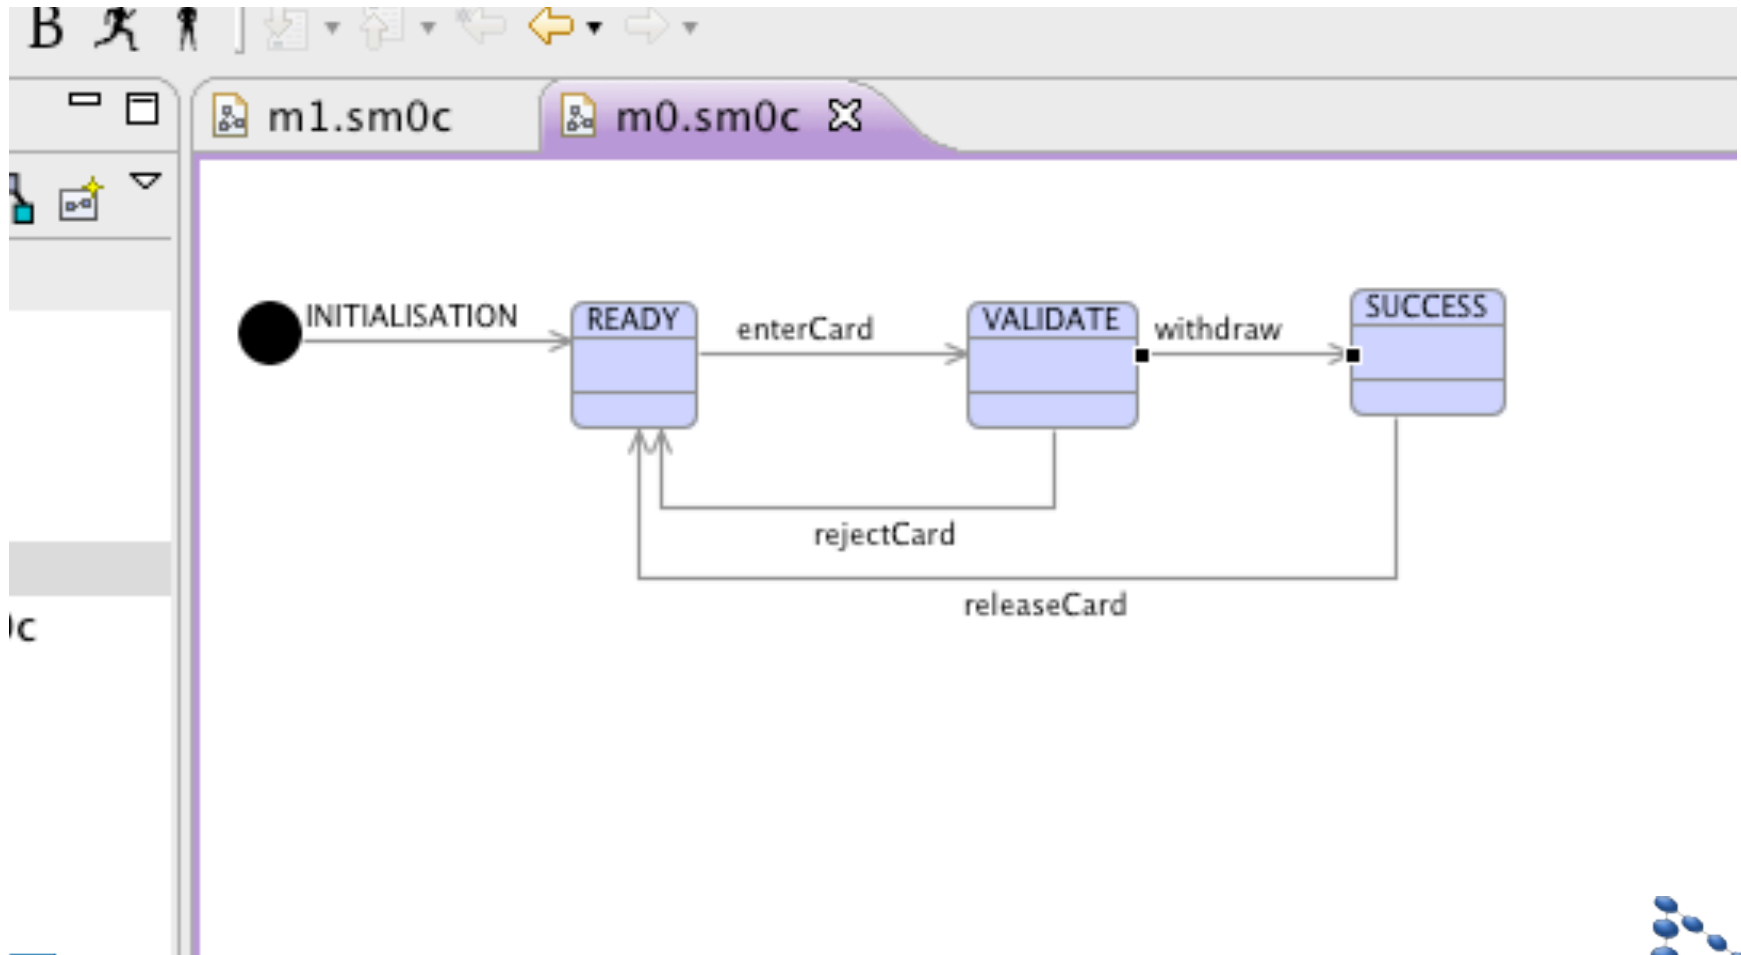 B
m1.sm0c
m0.sm0c
INITIALISATION
READY
enterCard
VALIDATE
withdraw
SUCCESS
rejectCard
releaseCard
c